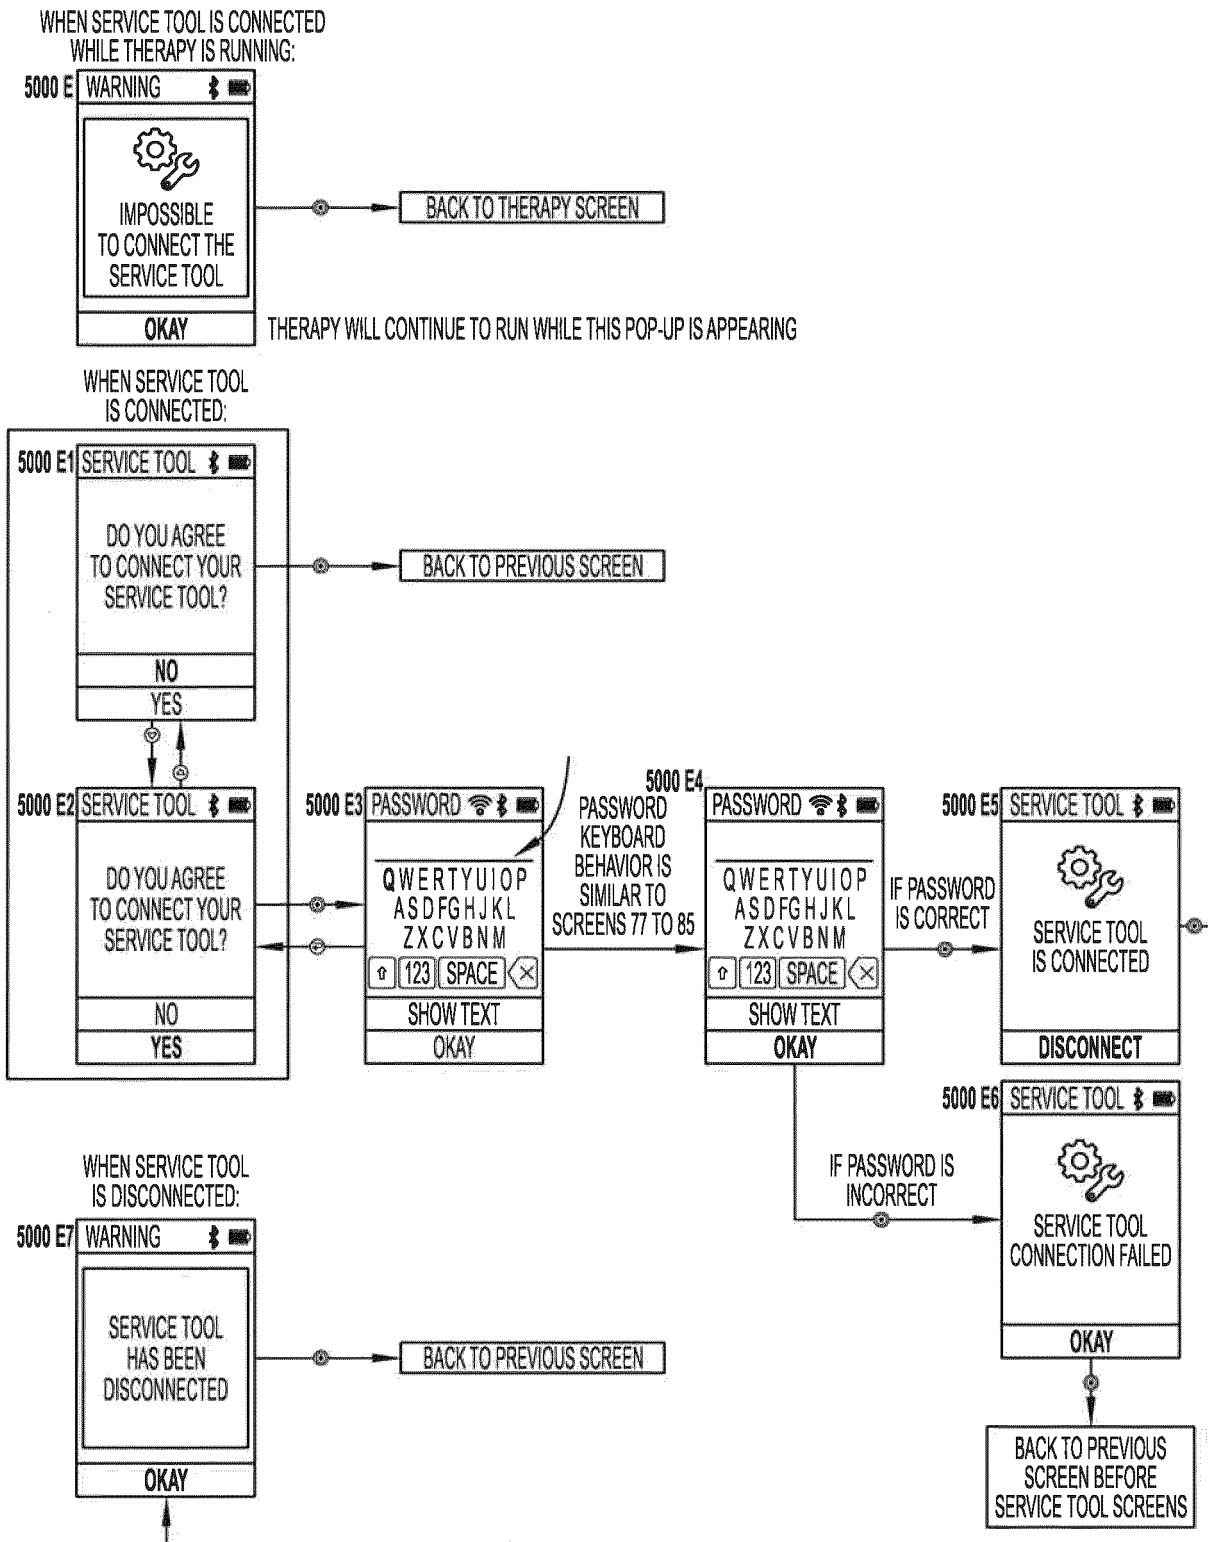 WHEN SERVICE TOOL IS CONNECTED
WHILE THERAPY IS RUNNING:
5000 E
WARNING
IMPOSSIBLE
TO CONNECT THE
SERVICE TOOL
OKAY
BACK TO THERAPY SCREEN
THERAPY WILL CONTINUE TO RUN WHILE THIS POP-UP IS APPEARING
WHEN SERVICE TOOL
IS CONNECTED:
5000 E1
SERVICE TOOL
DO YOU AGREE
TO CONNECT YOUR
SERVICE TOOL?
NO
YES
BACK TO PREVIOUS SCREEN
5000 E2
SERVICE TOOL
DO YOU AGREE
TO CONNECT YOUR
SERVICE TOOL?
NO
YES
5000 E3
PASSWORD
QWERTYUIOP
ASDFGHJKL
ZXCVBNM
123 SPACE
SHOW TEXT
OKAY
PASSWORD
KEYBOARD
BEHAVIOR IS
SIMILAR TO
SCREENS 77 TO 85
5000 E4
PASSWORD
QWERTYUIOP
ASDFGHJKL
ZXCVBNM
123 SPACE
SHOW TEXT
OKAY
IF PASSWORD
IS CORRECT
5000 E5
SERVICE TOOL
SERVICE TOOL
IS CONNECTED
DISCONNECT
IF PASSWORD IS
INCORRECT
5000 E6
SERVICE TOOL
SERVICE TOOL
CONNECTION FAILED
OKAY
BACK TO PREVIOUS
SCREEN BEFORE
SERVICE TOOL SCREENS
WHEN SERVICE TOOL
IS DISCONNECTED:
5000 E7
WARNING
SERVICE TOOL
HAS BEEN
DISCONNECTED
OKAY
BACK TO PREVIOUS SCREEN